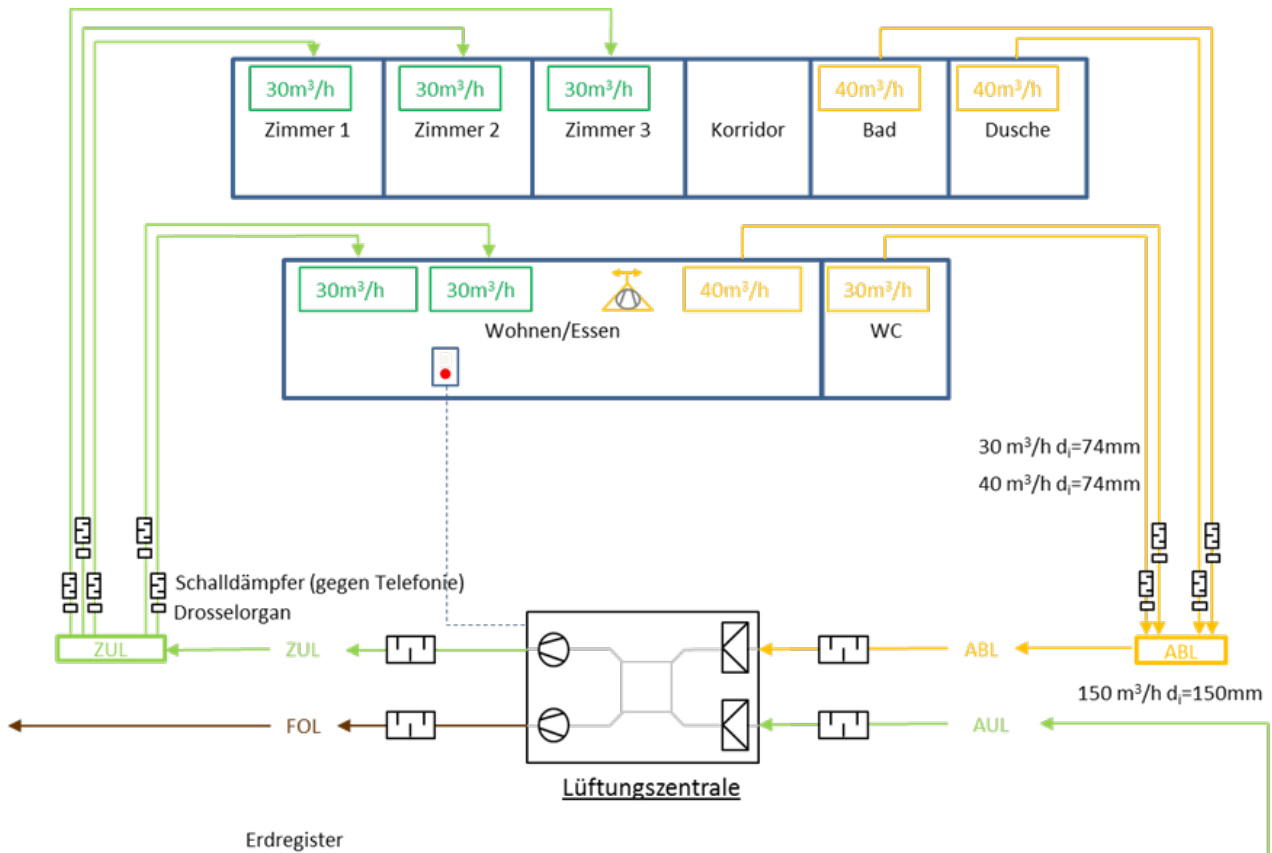 30m³/h
30m³/h
30m³/h
40m³/h
40m³/h
Zimmer 1
Zimmer 2
Zimmer 3
Korridor
Bad
Dusche
30m³/h
30m³/h
40m³/h
30m³/h
Wohnen/Essen
WC
30 m³/h dᵢ=74mm
40 m³/h dᵢ=74mm
Schalldämpfer (gegen Telefonie)
Drosselorgan
ZUL
ZUL
ABL
ABL
150 m³/h dᵢ=150mm
FOL
AUL
Lüftungszentrale
Erdregister